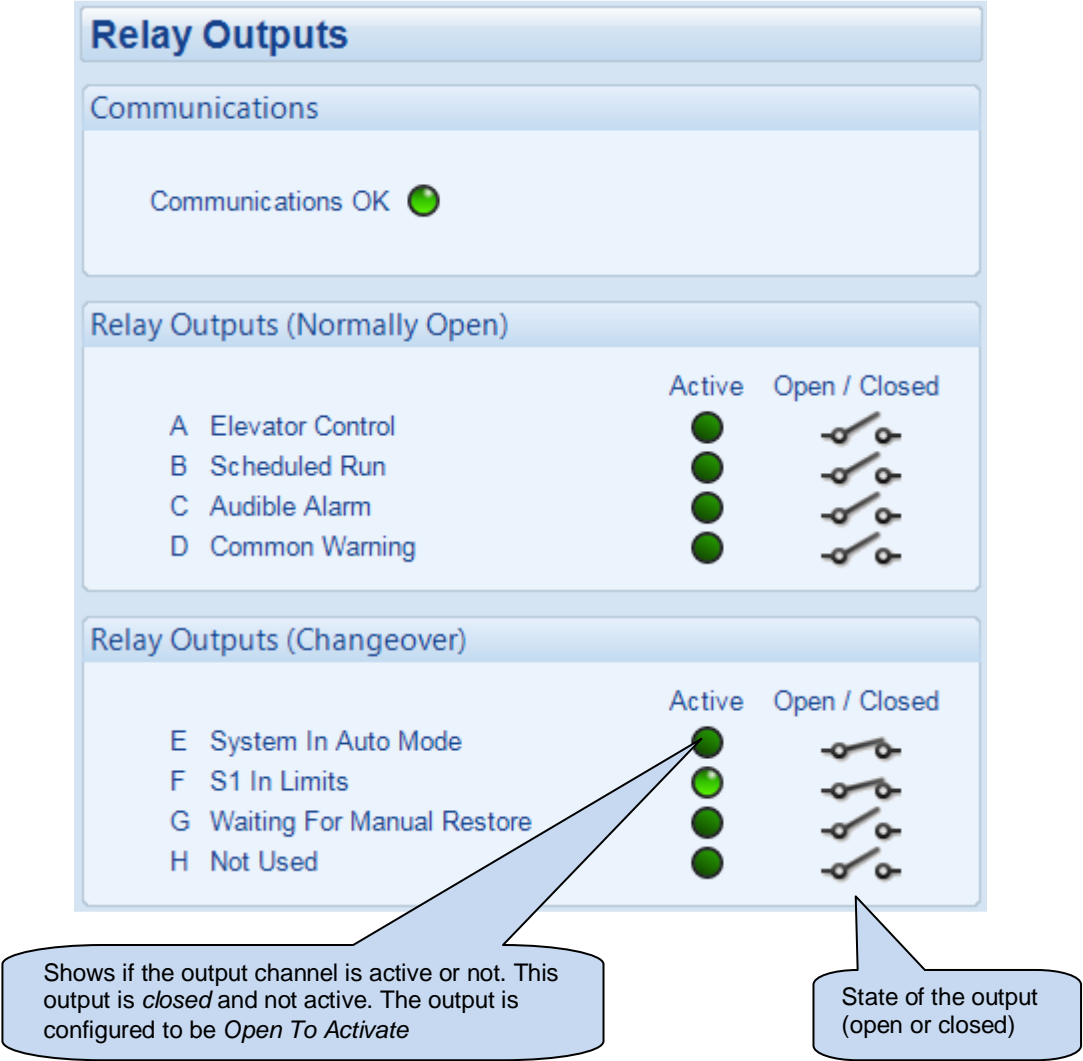 Relay Outputs
Communications
Communications OK
Relay Outputs (Normally Open)
Active Open / Closed
A Elevator Control
B Scheduled Run
C Audible Alarm
D Common Warning
Relay Outputs (Changeover)
Active Open / Closed
E System In Auto Mode
F S1 In Limits
G Waiting For Manual Restore
H Not Used
Shows if the output channel is active or not. This
output is closed and not active. The output is
configured to be Open To Activate
State of the output
(open or closed)